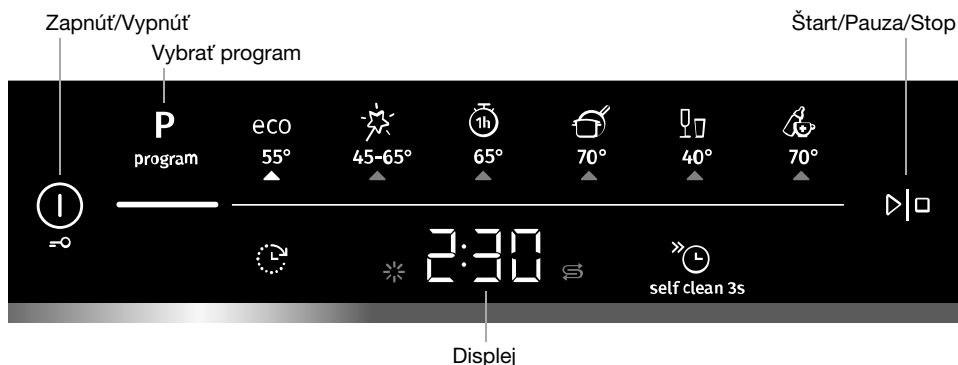 Zapnúť/Vypnúť
Štart/Pauza/Stop
Vybrať program
P
program
eco
1h
55°
45-65°
65°
70°
40°
70°
2:30
self clean 3s
Displej